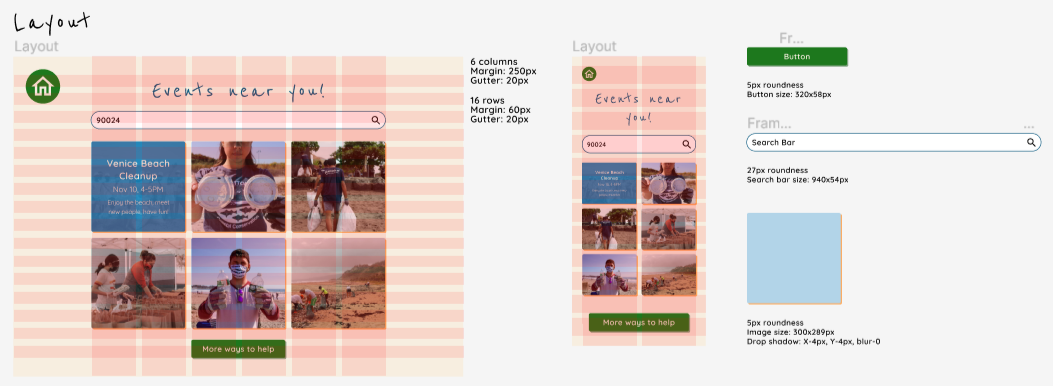 Layout
Layout
Events near you!
90024
Venice Beach
Cleanup
Nov 10, 4-5PM
Enjoy the beach, meet
new people, have fun!
More ways to help
6 columns
Margin: 250px
Gutter: 20px
16 rows
Margin: 60px
Gutter: 20px
Layout
Events near
you!
90024
Venice Beach
Cleanup
Nov 10, 4-5PM
More ways to help
Fr...
Button
5px roundness
Button size: 320x58px
Fram...
...
Search Bar
27px roundness
Search bar size: 940x54px
5px roundness
Image size: 300x289px
Drop shadow: X-4px, Y-4px, blur-0